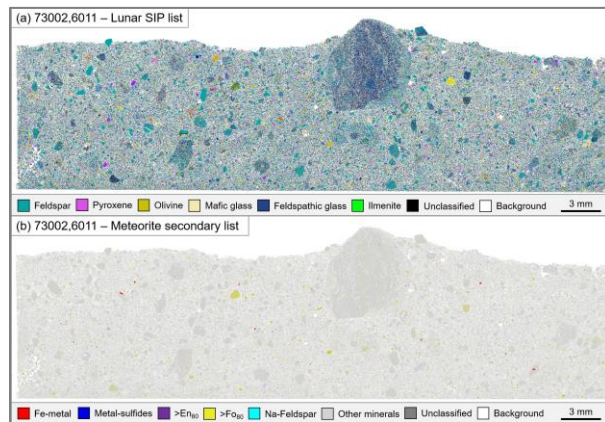 (a) 73002,6011 – Lunar SIP list
Feldspar Pyroxene Olivine Mafic glass Feldspathic glass Ilmenite Unclassified Background 3 mm
(b) 73002,6011 – Meteorite secondary list
Fe-metal Metal-sulfides >En₈₀ >Fo₈₀ Na-Feldspar Other minerals Unclassified Background 3 mm